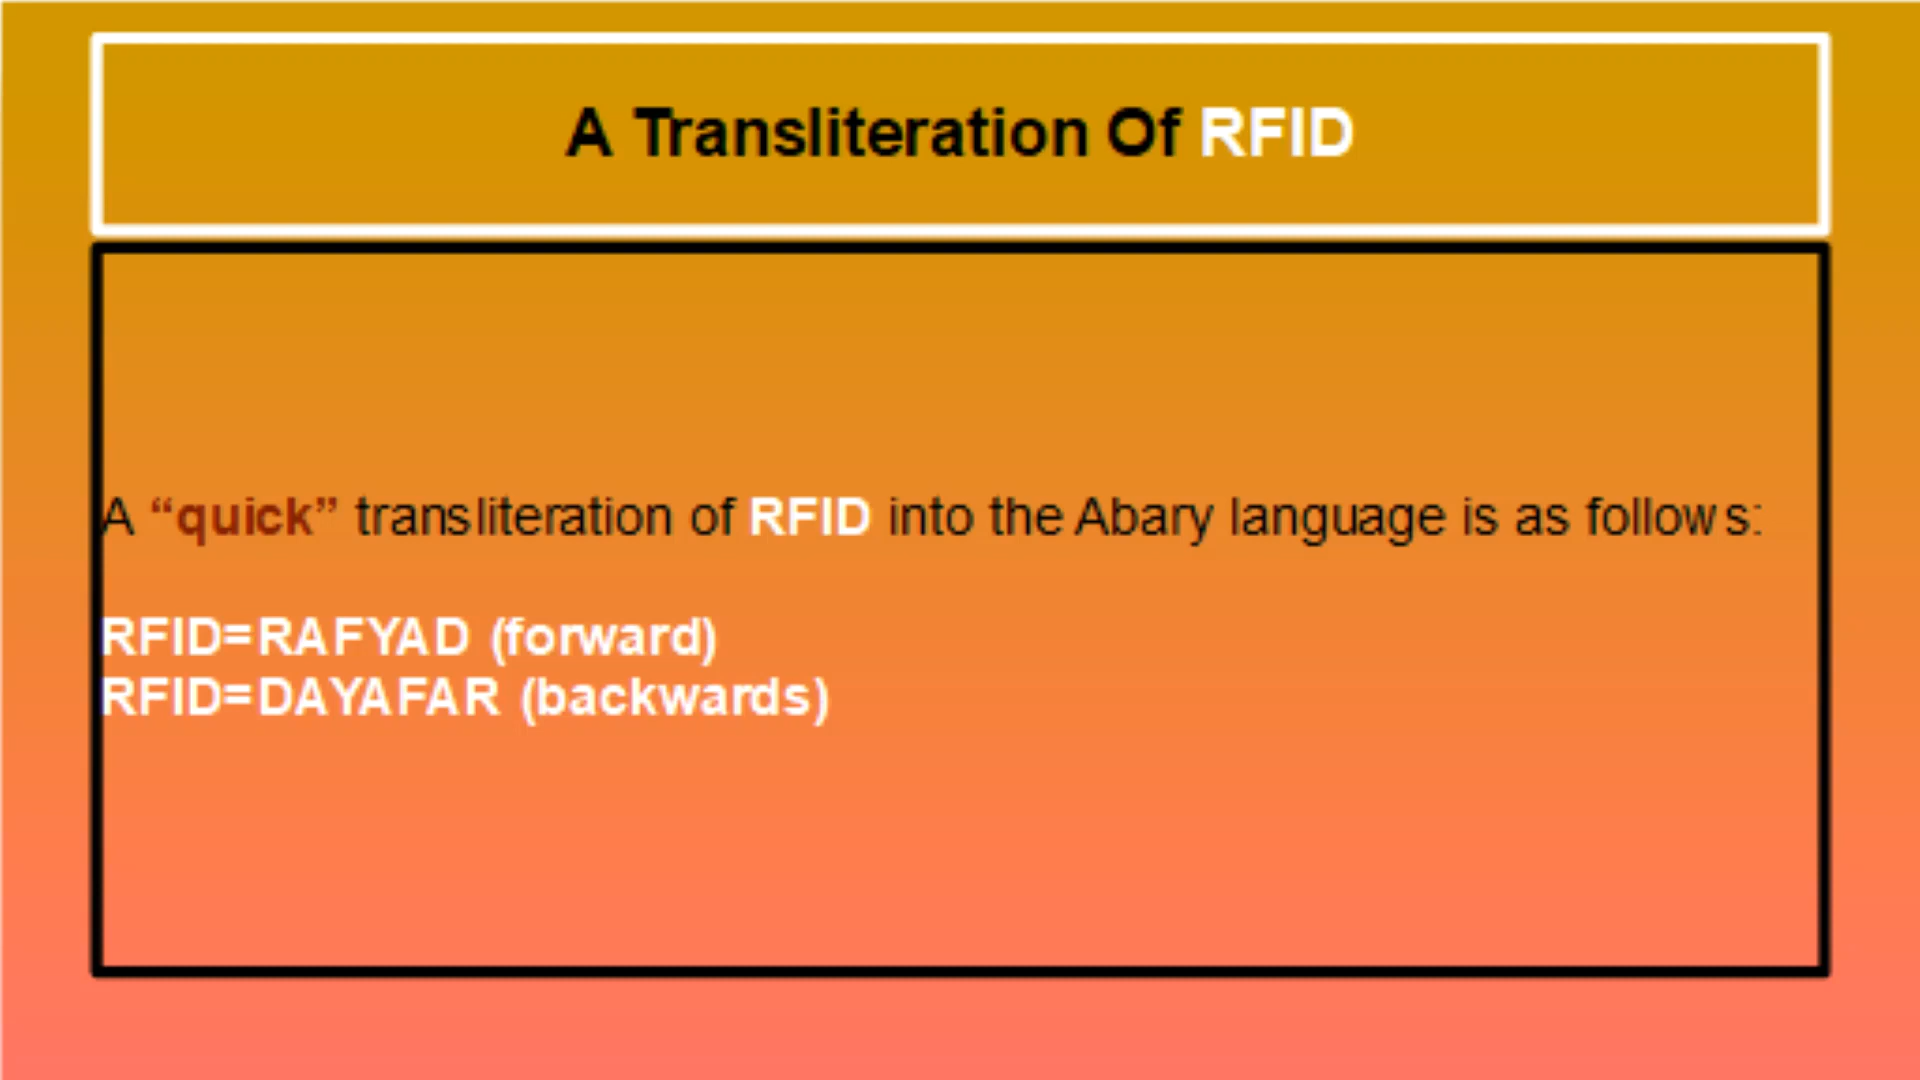 A Transliteration Of RFID
A “quick” transliteration of RFID into the Abary language is as follows:
RFID=RAFYAD (forward)
RFID=DAYAFAR (backwards)